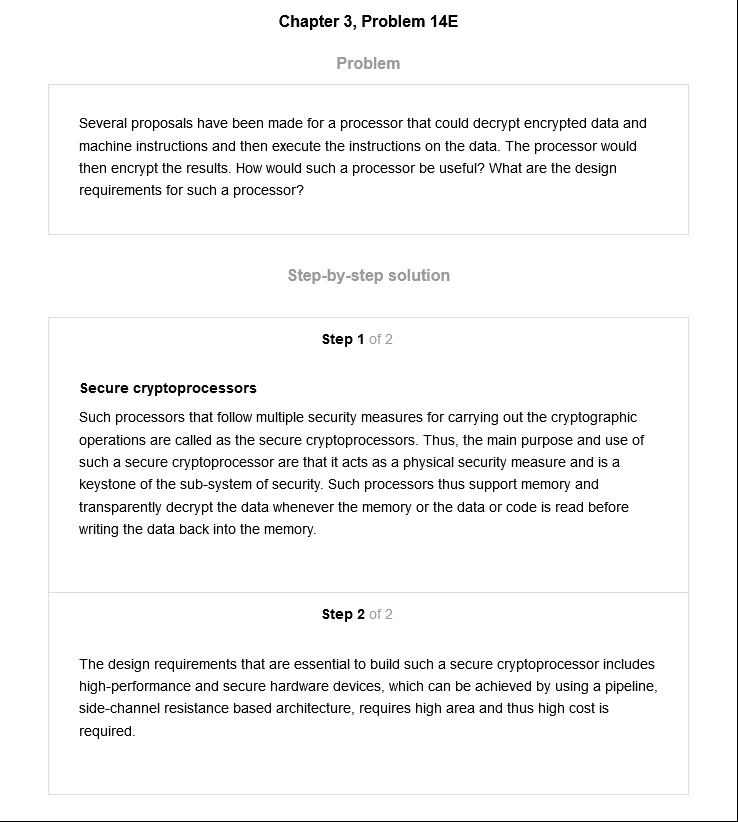 Chapter 3, Problem 14E
Problem
Several proposals have been made for a processor that could decrypt encrypted data and
machine instructions and then execute the instructions on the data. The processor would
then encrypt the results. How would such a processor be useful? What are the design
requirements for such a processor?
Step-by-step solution
Step 1 of 2
Secure cryptoprocessors
Such processors that follow multiple security measures for carrying out the cryptographic
operations are called as the secure cryptoprocessors. Thus, the main purpose and use of
such a secure cryptoprocessor are that it acts as a physical security measure and is a
keystone of the sub-system of security. Such processors thus support memory and
transparently decrypt the data whenever the memory or the data or code is read before
writing the data back into the memory.
Step 2 of 2
The design requirements that are essential to build such a secure cryptoprocessor includes
high-performance and secure hardware devices, which can be achieved by using a pipeline,
side-channel resistance based architecture, requires high area and thus high cost is
required.